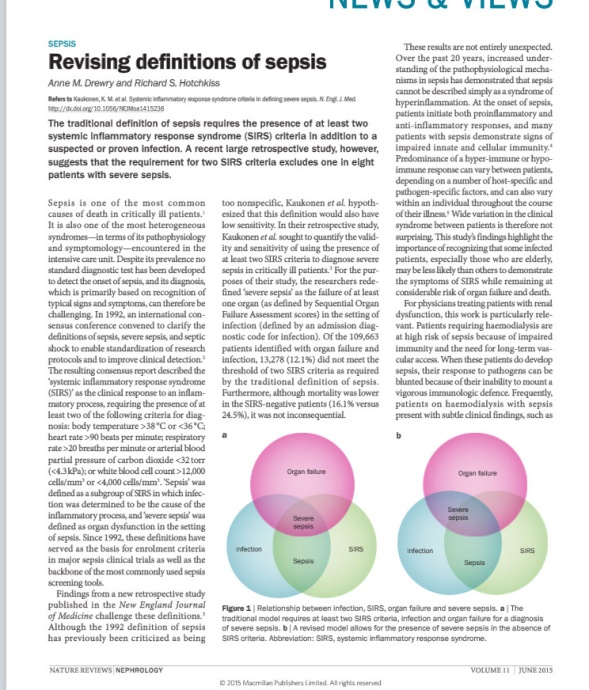 NEWS & VIEWS
SEPSIS
Revising definitions of sepsis
Anne M. Drewry and Richard S. Hotchkiss
Refers to Kaukonen, K. M. et al. Systemic inflammatory response syndrome criteria in defining severe sepsis. N. Engl. J. Med.
http://dx.doi.org/10.1056/NEJMoa1415236
The traditional definition of sepsis requires the presence of at least two
systemic inflammatory response syndrome (SIRS) criteria in addition to a
suspected or proven infection. A recent large retrospective study, however,
suggests that the requirement for two SIRS criteria excludes one in eight
patients with severe sepsis.
Sepsis is one of the most common
causes of death in critically ill patients.¹
It is also one of the most heterogeneous
syndromes—in terms of its pathophysiology
and symptomology—encountered in the
intensive care unit. Despite its prevalence no
standard diagnostic test has been developed
to detect the onset of sepsis, and its diagnosis,
which is primarily based on recognition of
typical signs and symptoms, can therefore be
challenging. In 1992, an international con-
sensus conference convened to clarify the
definitions of sepsis, severe sepsis, and septic
shock to enable standardization of research
protocols and to improve clinical detection.²
The resulting consensus report described the
'systemic inflammatory response syndrome
(SIRS)' as the clinical response to an inflam-
matory process, requiring the presence of at
least two of the following criteria for diag-
nosis: body temperature >38 °C or <36 °C;
heart rate >90 beats per minute; respiratory
rate >20 breaths per minute or arterial blood
partial pressure of carbon dioxide <32 torr
(<4.3 kPa); or white blood cell count >12,000
cells/mm³ or <4,000 cells/mm³. 'Sepsis' was
defined as a subgroup of SIRS in which infec-
tion was determined to be the cause of the
inflammatory process, and 'severe sepsis' was
defined as organ dysfunction in the setting
of sepsis. Since 1992, these definitions have
served as the basis for enrolment criteria
in major sepsis clinical trials as well as the
backbone of the most commonly used sepsis
screening tools.
Findings from a new retrospective study
published in the New England Journal
of Medicine challenge these definitions.³
Although the 1992 definition of sepsis
has previously been criticized as being
too nonspecific, Kaukonen et al. hypoth-
esized that this definition would also have
low sensitivity. In their retrospective study,
Kaukonen et al. sought to quantify the valid-
ity and sensitivity of using the presence of
at least two SIRS criteria to diagnose severe
sepsis in critically ill patients.³ For the pur-
poses of their study, the researchers rede-
fined 'severe sepsis' as the failure of at least
one organ (as defined by Sequential Organ
Failure Assessment scores) in the setting of
infection (defined by an admission diag-
nostic code for infection). Of the 109,663
patients identified with organ failure and
infection, 13,278 (12.1%) did not meet the
threshold of two SIRS criteria as required
by the traditional definition of sepsis.
Furthermore, although mortality was lower
in the SIRS-negative patients (16.1% versus
24.5%), it was not inconsequential.
These results are not entirely unexpected.
Over the past 20 years, increased under-
standing of the pathophysiological mecha-
nisms in sepsis has demonstrated that sepsis
cannot be described simply as a syndrome of
hyperinflammation. At the onset of sepsis,
patients initiate both proinflammatory and
anti-inflammatory responses, and many
patients with sepsis demonstrate signs of
impaired innate and cellular immunity.⁴
Predominance of a hyper-immune or hypo-
immune response can vary between patients,
depending on a number of host-specific and
pathogen-specific factors, and can also vary
within an individual throughout the course
of their illness.⁵ Wide variation in the clinical
syndrome between patients is therefore not
surprising. This study's findings highlight the
importance of recognizing that some infected
patients, especially those who are elderly,
may be less likely than others to demonstrate
the symptoms of SIRS while remaining at
considerable risk of organ failure and death.
For physicians treating patients with renal
dysfunction, this work is particularly rele-
vant. Patients requiring haemodialysis are
at high risk of sepsis because of impaired
immunity and the need for long-term vas-
cular access. When these patients do develop
sepsis, their response to pathogens can be
blunted because of their inability to mount a
vigorous immunologic defence. Frequently,
patients on haemodialysis with sepsis
present with subtle clinical findings, such as
a
Organ failure
Severe
sepsis
Infection
SIRS
Sepsis
b
Organ failure
Severe
sepsis
Infection
SIRS
Sepsis
Figure 1 | Relationship between infection, SIRS, organ failure and severe sepsis. a | The
traditional model requires at least two SIRS criteria, infection and organ failure for a diagnosis
of severe sepsis. b | A revised model allows for the presence of severe sepsis in the absence of
SIRS criteria. Abbreviation: SIRS, systemic inflammatory response syndrome.
NATURE REVIEWS | NEPHROLOGY
VOLUME 11 | JUNE 2015
© 2015 Macmillan Publishers Limited. All rights reserved